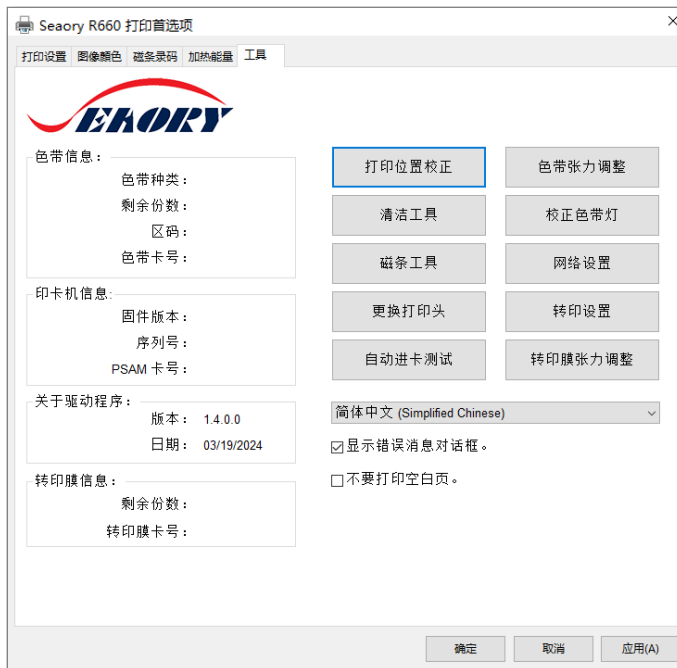 Seaory R660 打印首选项
打印设置 图像颜色 磁条录码 加热能量 工具
SEAORY
色带信息：
色带种类：
剩余份数：
区码：
色带卡号：
印卡机信息:
固件版本：
序列号：
PSAM 卡号：
关于驱动程序：
版本： 1.4.0.0
日期： 03/19/2024
转印膜信息：
剩余份数：
转印膜卡号：
打印位置校正 色带张力调整
清洁工具 校正色带灯
磁条工具 网络设置
更换打印头 转印设置
自动进卡测试 转印膜张力调整
简体中文 (Simplified Chinese)
显示错误消息对话框。
不要打印空白页。
确定 取消 应用(A)